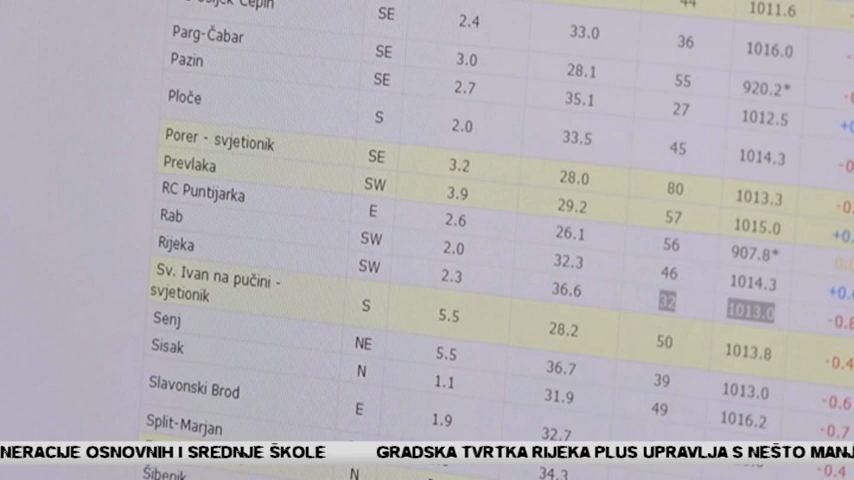 44 1011.6
Čepin SE 2.4 33.0 36 1016.0
Parg-Čabar SE 3.0 28.1 55 920.2*
Pazin SE 2.7 35.1 27 1012.5
Ploče S 2.0 33.5 45 1014.3
Porer - svjetionik SE 3.2 28.0 80 1013.3
Prevlaka SW 3.9 29.2 57 1015.0
RC Puntijarka E 2.6 26.1 56 907.8*
Rab SW 2.0 32.3 46 1014.3
Rijeka SW 2.3 36.6 32 1013.0 -0.8
Sv. Ivan na pučini -
svjetionik S 5.5 28.2 50 1013.8 -0.4
Senj NE 5.5 36.7 39 1013.0 -0.6
Sisak N 1.1 31.9 49 1016.2 -0.7
Slavonski Brod E 1.9 32.7 -0.4
Split-Marjan 34.3
Šibenik N
NERACIJE OSNOVNIH I SREDNJE ŠKOLE GRADSKA TVRTKA RIJEKA PLUS UPRAVLJA S NEŠTO MANJ